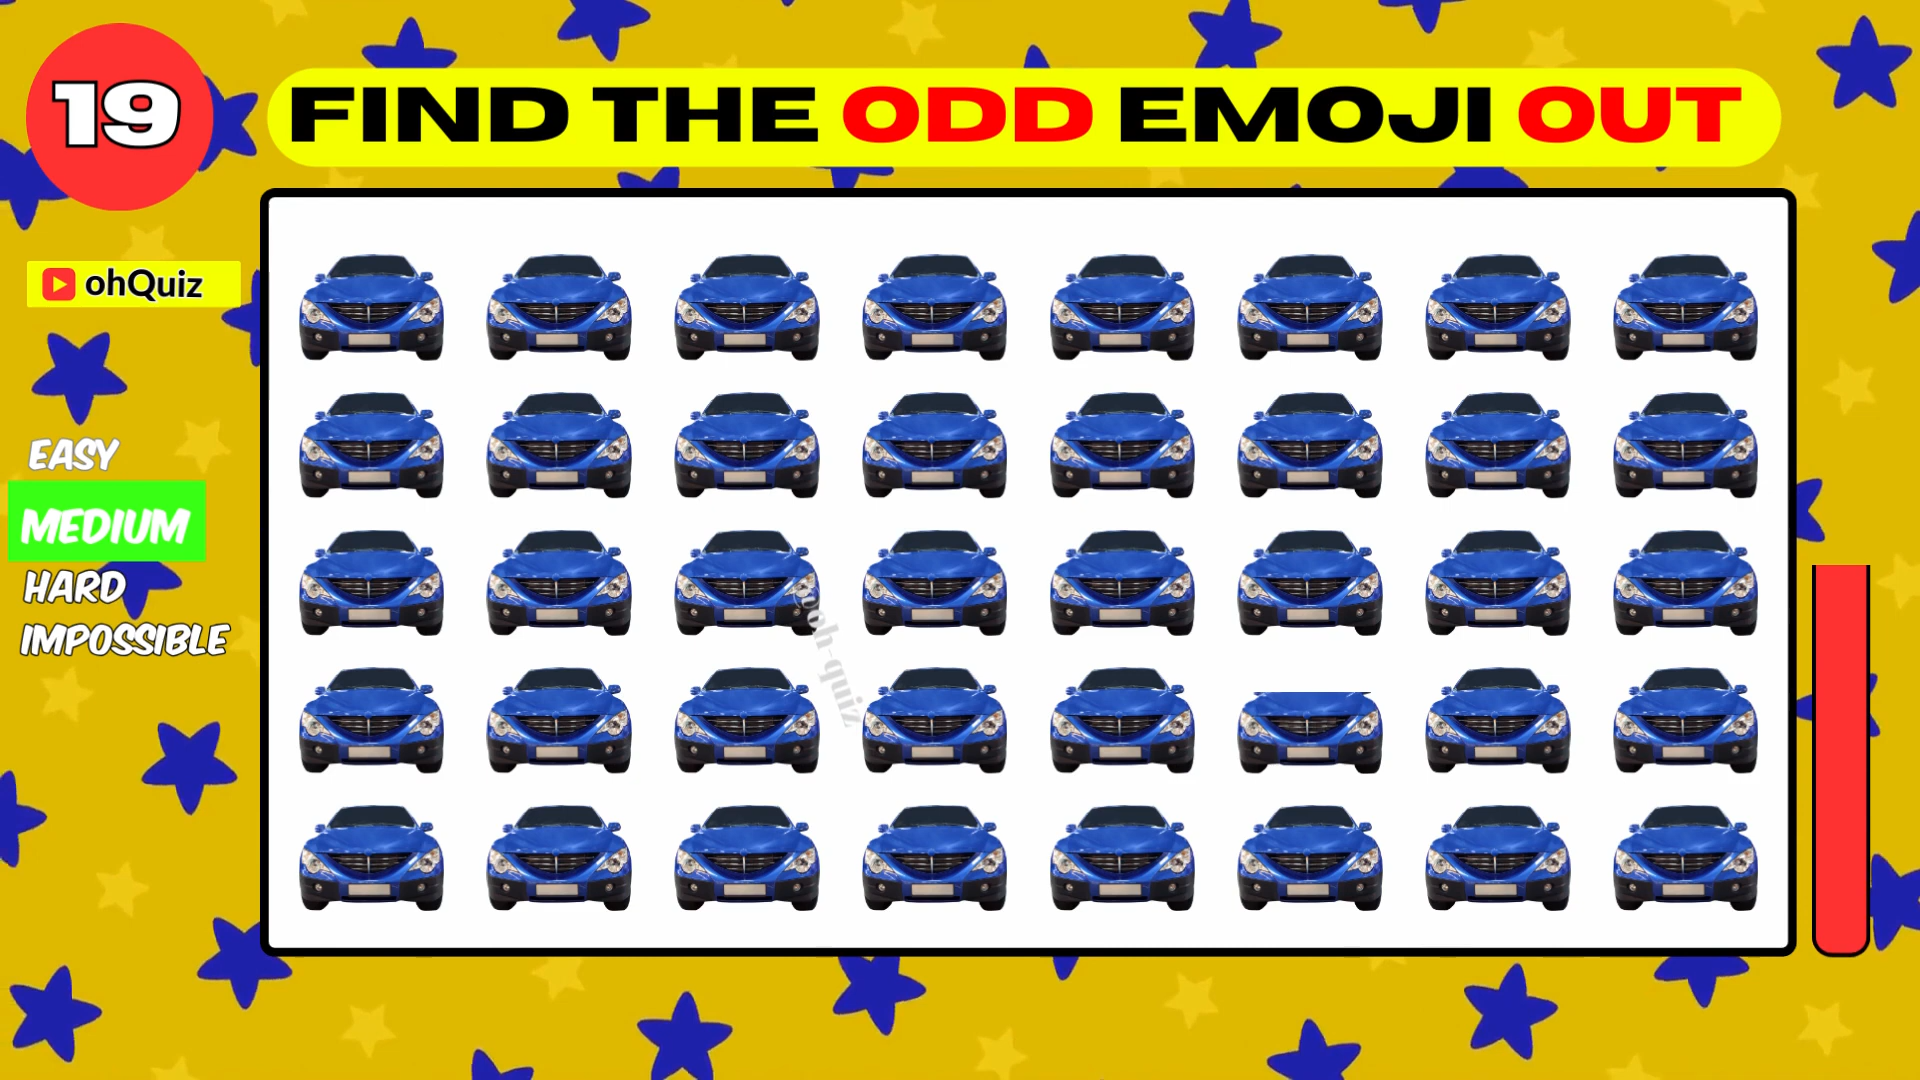 19
FIND THE ODD EMOJI OUT
ohQuiz
EASY
MEDIUM
HARD
IMPOSSIBLE